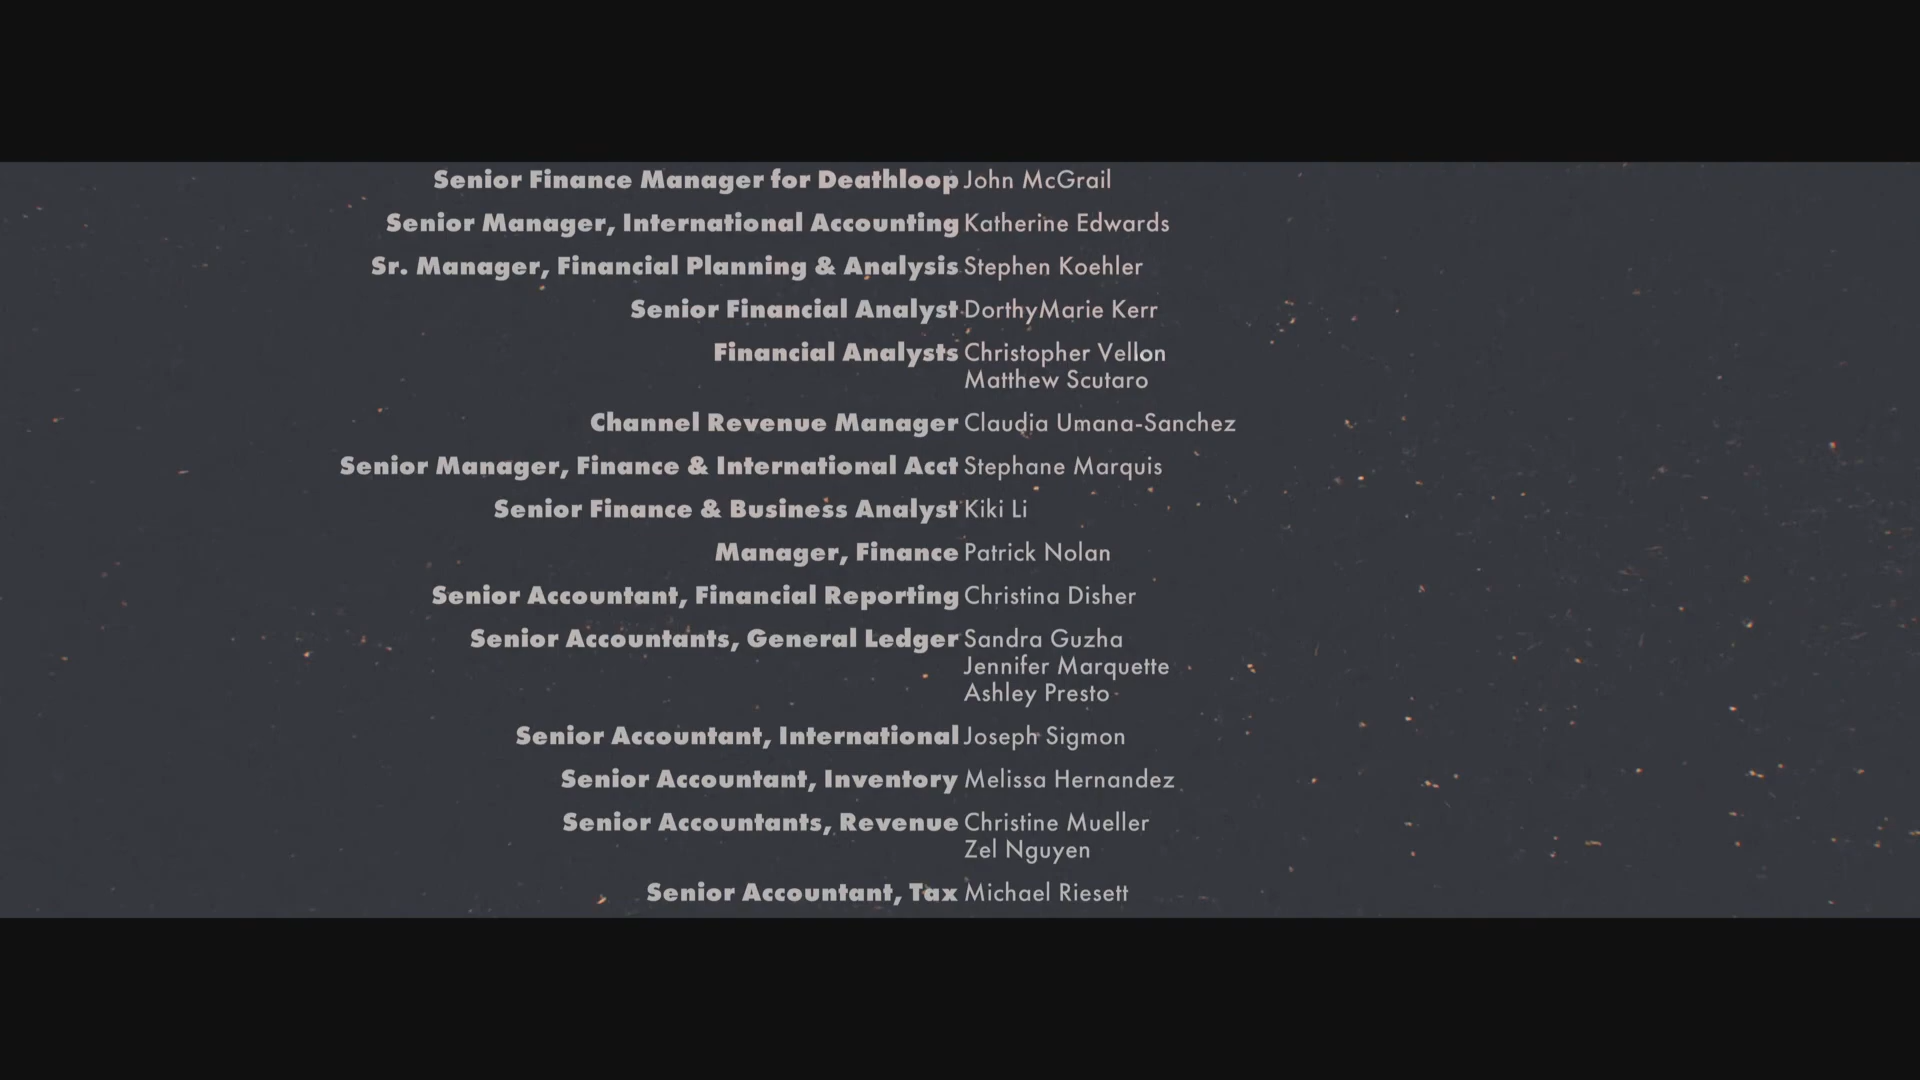 Senior Finance Manager for Deathloop John McGrail
Senior Manager, International Accounting Katherine Edwards
Sr. Manager, Financial Planning & Analysis Stephen Koehler
Senior Financial Analyst DorthyMarie Kerr
Financial Analysts Christopher Vellon
Matthew Scutaro
Channel Revenue Manager Claudia Umana-Sanchez
Senior Manager, Finance & International Acct Stephane Marquis
Senior Finance & Business Analyst Kiki Li
Manager, Finance Patrick Nolan
Senior Accountant, Financial Reporting Christina Disher
Senior Accountants, General Ledger Sandra Guzha
Jennifer Marquette
Ashley Presto
Senior Accountant, International Joseph Sigmon
Senior Accountant, Inventory Melissa Hernandez
Senior Accountants, Revenue Christine Mueller
Zel Nguyen
Senior Accountant, Tax Michael Riesett